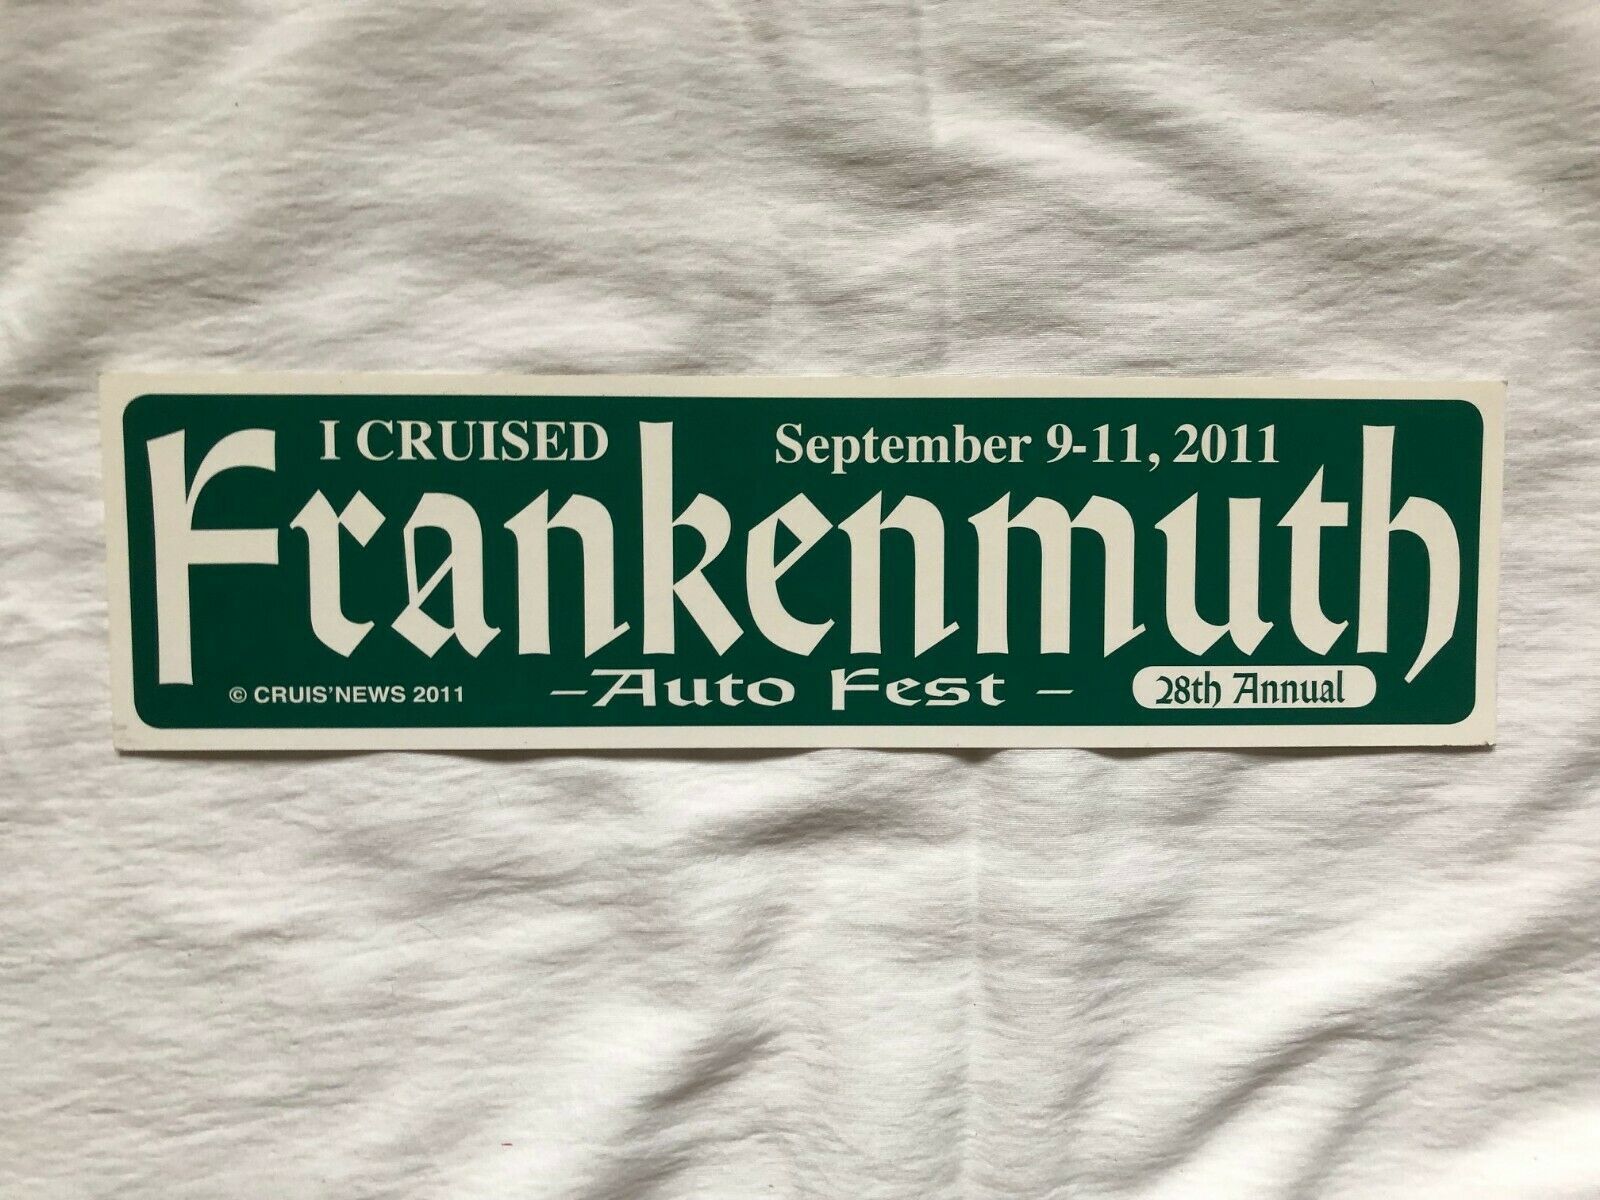 I CRUISED September 9-11, 2011
Frankenmuth
-Auto Fest -
© CRUIS'NEWS 2011
28th Annual